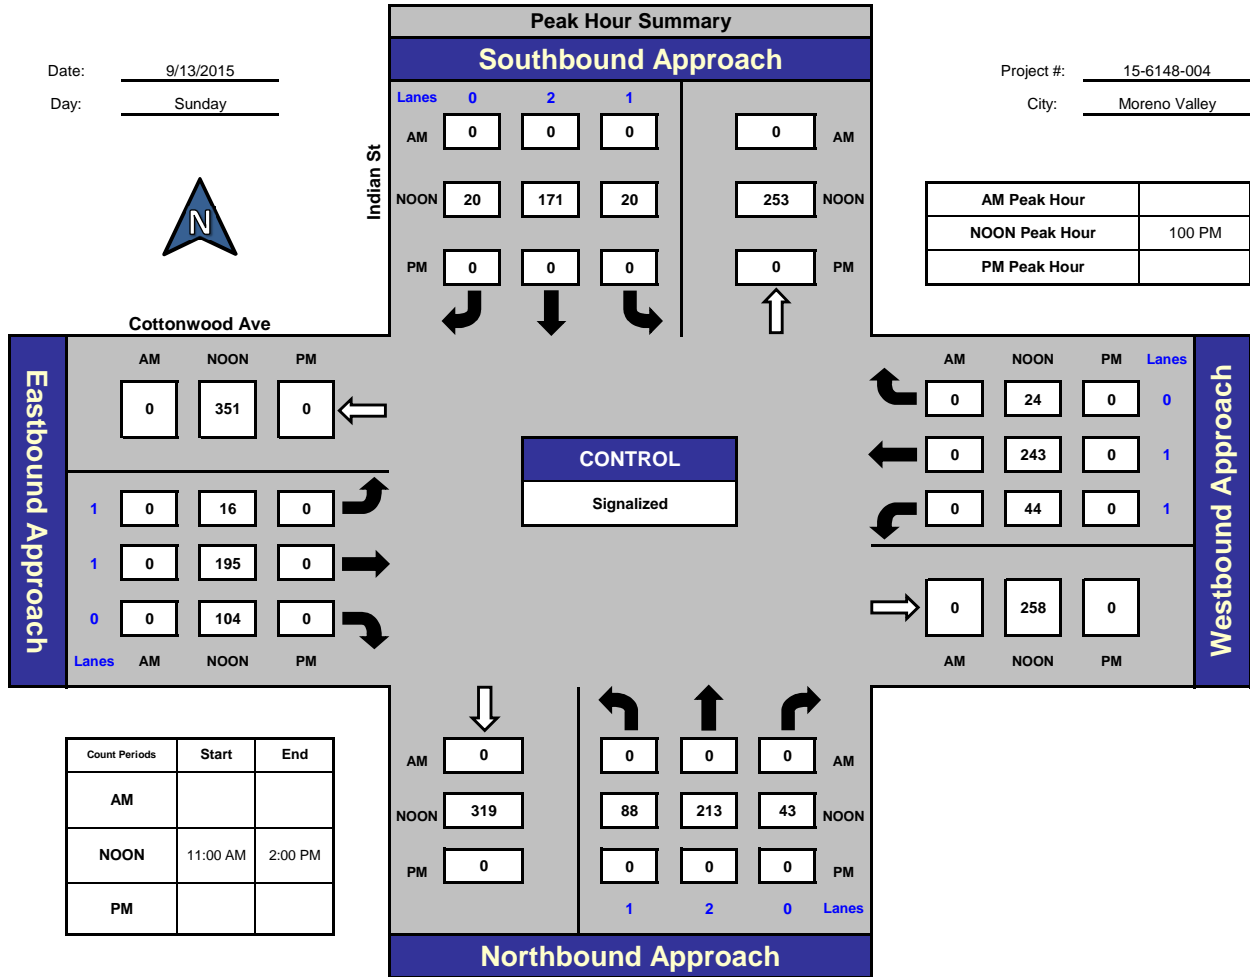 Peak Hour Summary
Southbound Approach
Date: 9/13/2015
Day: Sunday
Project #: 15-6148-004
City: Moreno Valley
N
Indian St
Lanes 0 2 1
AM 0 0 0 0 AM
NOON 20 171 20 253 NOON
PM 0 0 0 0 PM
AM Peak Hour
NOON Peak Hour 100 PM
PM Peak Hour
Cottonwood Ave
Eastbound Approach
AM NOON PM
0 351 0
1 0 16 0
1 0 195 0
0 0 104 0
Lanes AM NOON PM
CONTROL
Signalized
AM NOON PM Lanes
0 24 0 0
0 243 0 1
0 44 0 1
0 258 0
AM NOON PM
Westbound Approach
Count Periods Start End
AM
NOON 11:00 AM 2:00 PM
PM
AM 0 0 0 0 AM
NOON 319 88 213 43 NOON
PM 0 0 0 0 PM
1 2 0 Lanes
Northbound Approach